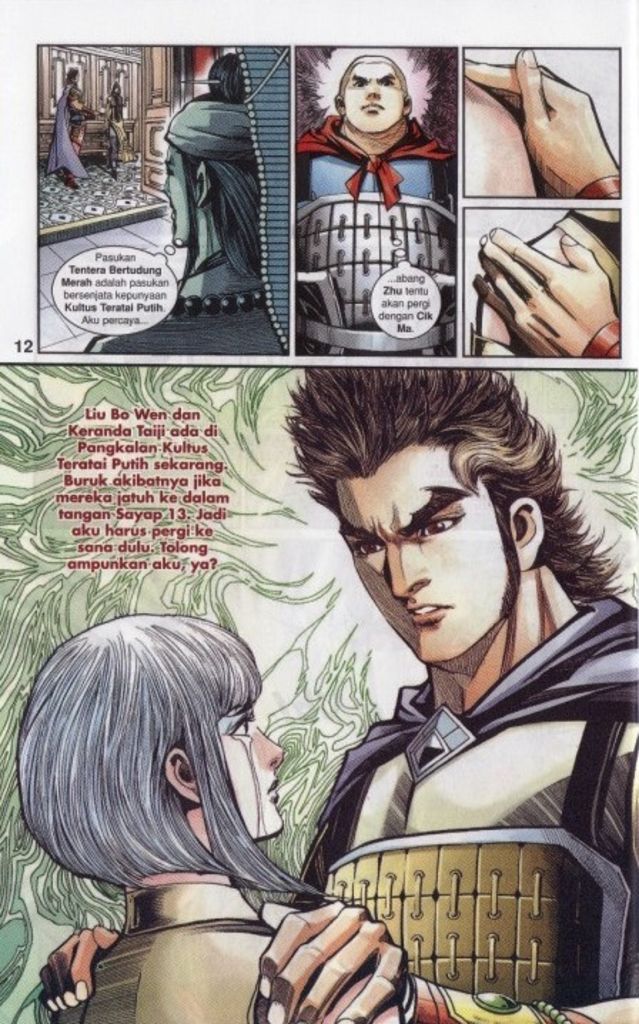 Pasukan
Tentera Bertudung
Merah adalah pasukan
bersenjata kepunyaan
Kultus Teratai Putih.
Aku percaya...
...abang
Zhu tentu
akan pergi
dengan Cik
Ma.
12
Liu Bo Wen dan
Keranda Taiji ada di
Pangkalan Kultus
Teratai Putih sekarang.
Buruk akibatnya jika
mereka jatuh ke dalam
tangan Sayap 13. Jadi
aku harus pergi ke
sana dulu. Tolong
ampunkan aku, ya?